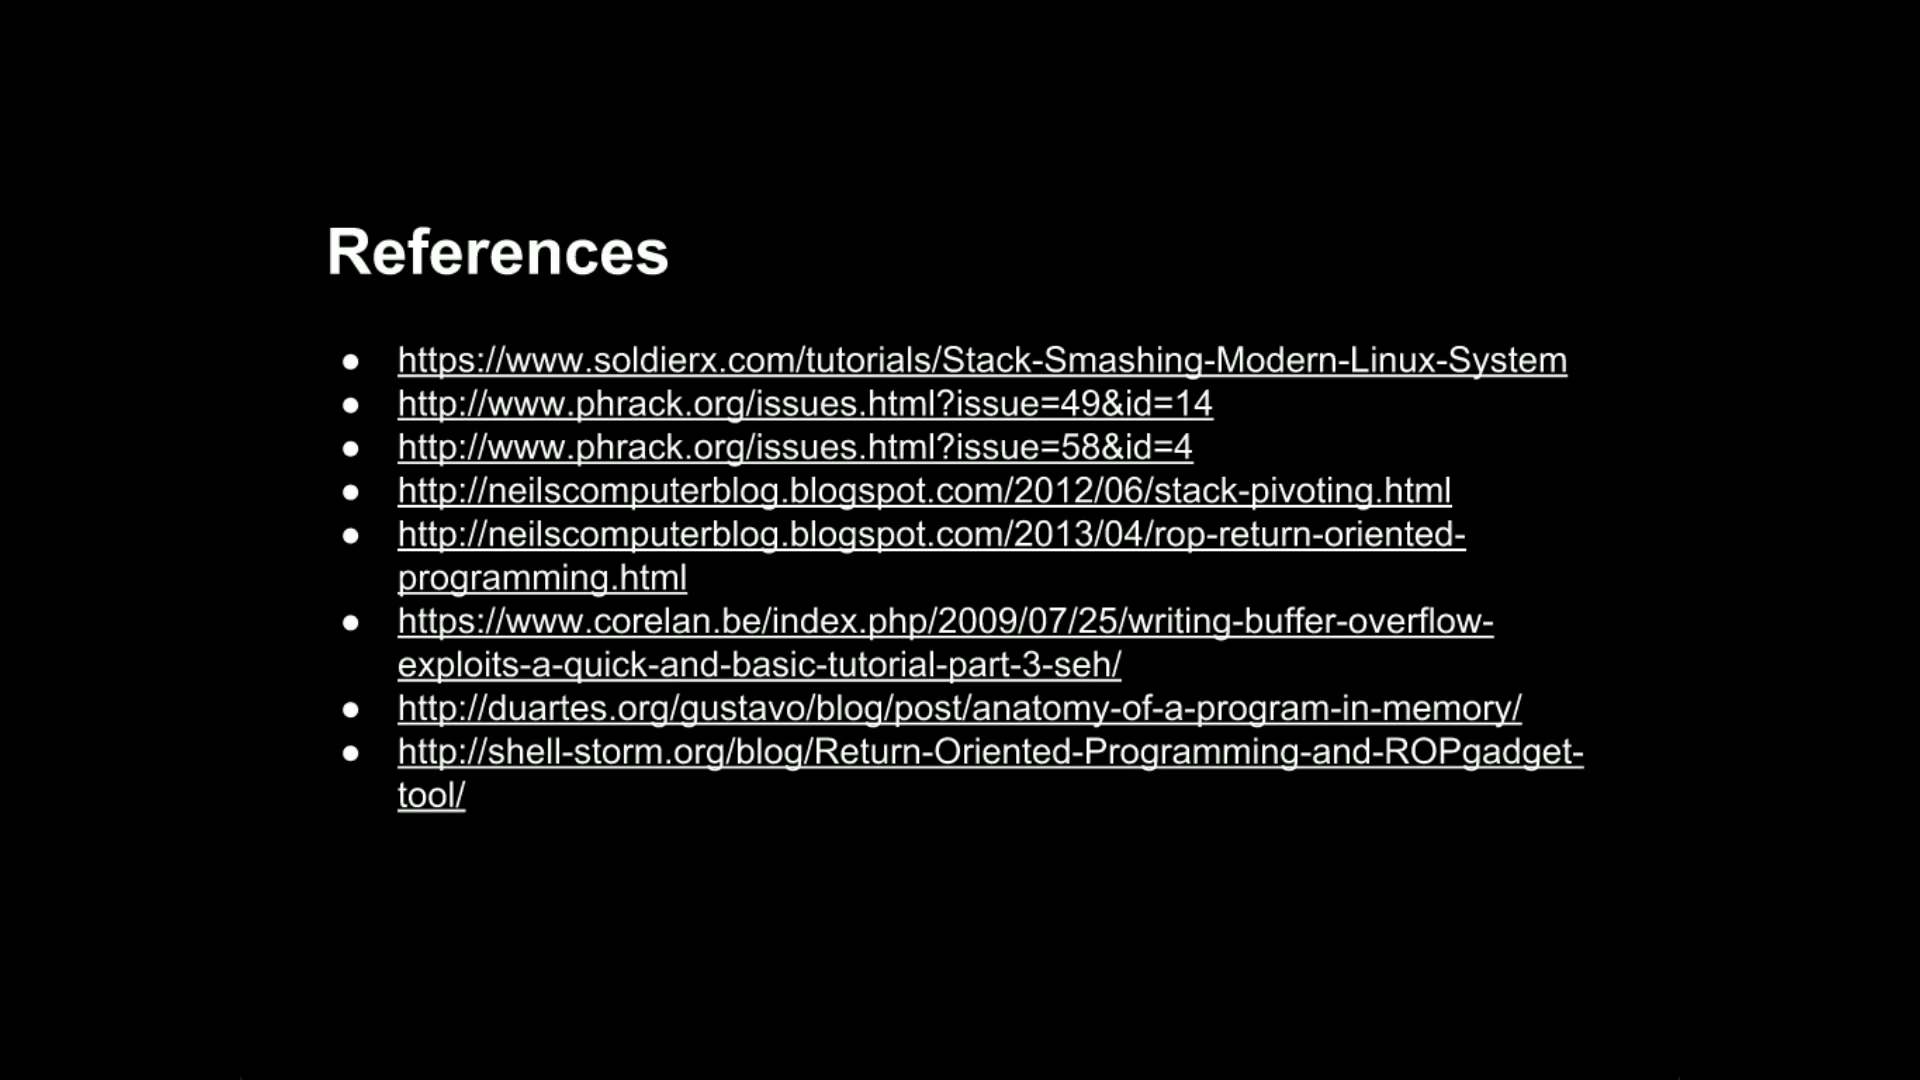 References
● https://www.soldierx.com/tutorials/Stack-Smashing-Modern-Linux-System
● http://www.phrack.org/issues.html?issue=49&id=14
● http://www.phrack.org/issues.html?issue=58&id=4
● http://neilscomputerblog.blogspot.com/2012/06/stack-pivoting.html
● http://neilscomputerblog.blogspot.com/2013/04/rop-return-oriented-
programming.html
● https://www.corelan.be/index.php/2009/07/25/writing-buffer-overflow-
exploits-a-quick-and-basic-tutorial-part-3-seh/
● http://duartes.org/gustavo/blog/post/anatomy-of-a-program-in-memory/
● http://shell-storm.org/blog/Return-Oriented-Programming-and-ROPgadget-
tool/